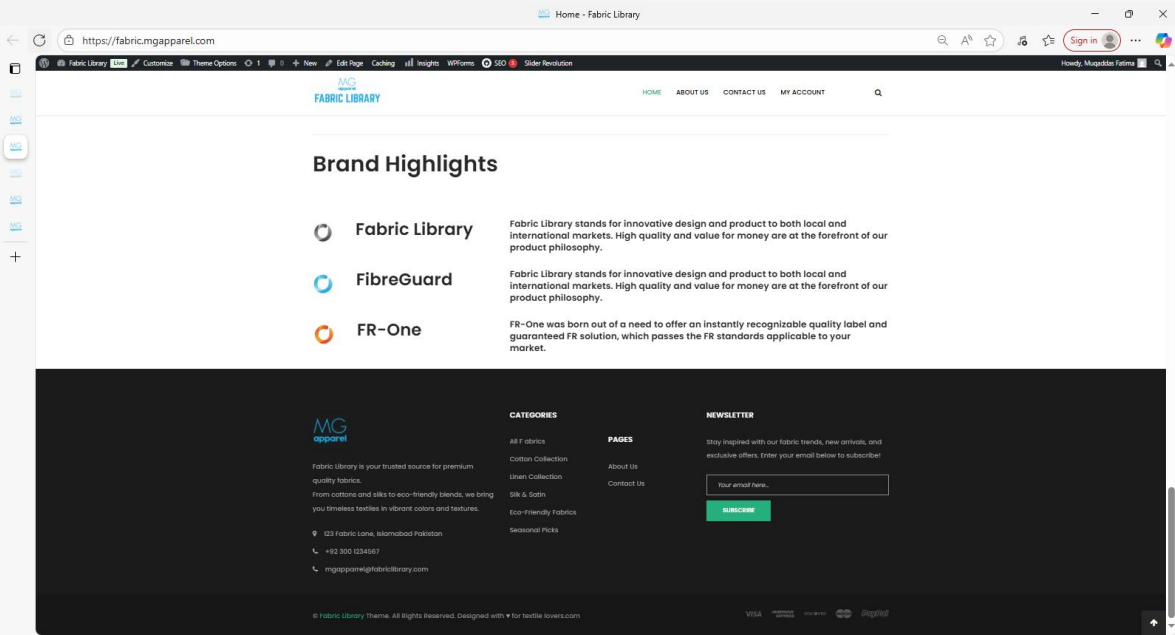 Home - Fabric Library
https://fabric.mgapparel.com
Sign in
Fabric Library Live Customize Theme Options 1 0 New Edit Page Caching Insights WPForms SEO Slider Revolution
Howdy, Muqaddas Fatima
MG
apparel
FABRIC LIBRARY
HOME ABOUT US CONTACT US MY ACCOUNT
Brand Highlights
Fabric Library
Fabric Library stands for innovative design and product to both local and
international markets. High quality and value for money are at the forefront of our
product philosophy.
FibreGuard
Fabric Library stands for innovative design and product to both local and
international markets. High quality and value for money are at the forefront of our
product philosophy.
FR-One
FR-One was born out of a need to offer an instantly recognizable quality label and
guaranteed FR solution, which passes the FR standards applicable to your
market.
MG
apparel
Fabric Library is your trusted source for premium
quality fabrics.
From cottons and silks to eco-friendly blends, we bring
you timeless textiles in vibrant colors and textures.
123 Fabric Lane, Islamabad Pakistan
+92 300 1234567
mgapparrel@fabriclibrary.com
CATEGORIES
All F abrics
Cotton Collection
Linen Collection
Silk & Satin
Eco-Friendly Fabrics
Seasonal Picks
PAGES
About Us
Contact Us
NEWSLETTER
Stay inspired with our fabric trends, new arrivals, and
exclusive offers. Enter your email below to subscribe!
Your email here...
SUBSCRIBE
© Fabric Library Theme. All Rights Reserved. Designed with ♥ for textile lovers.com
VISA DISCOVER PayPal